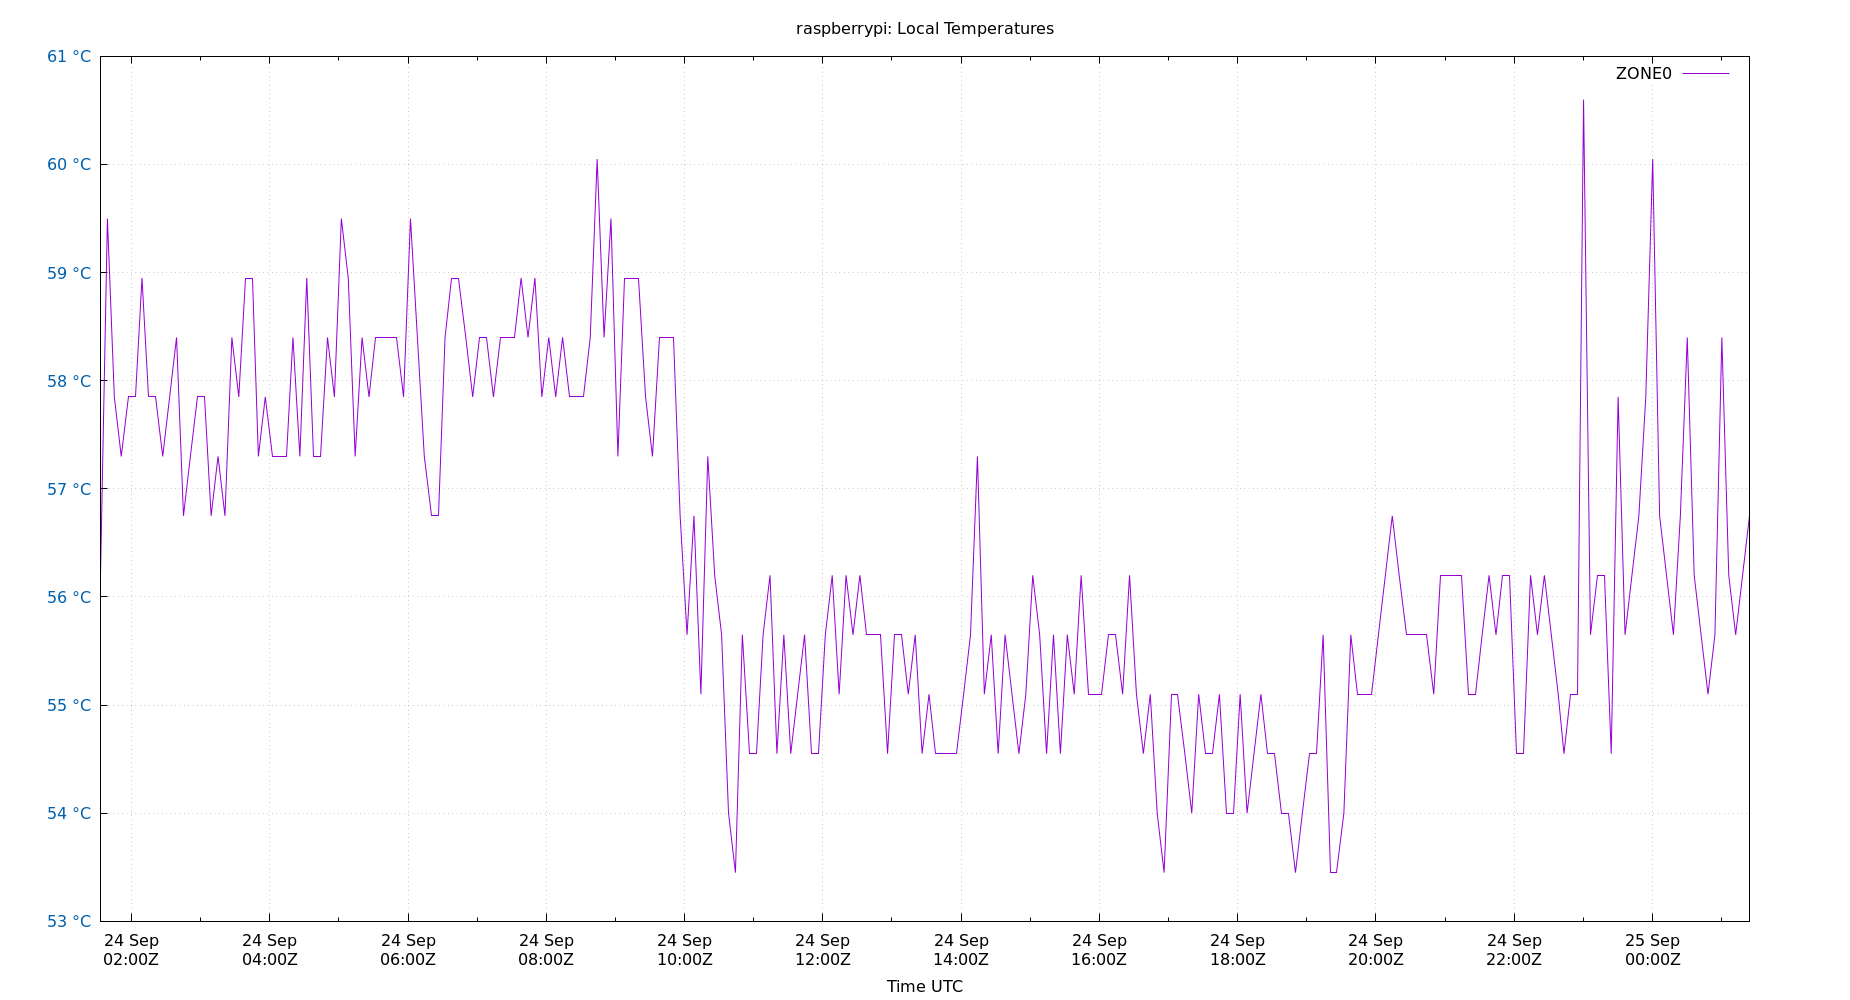 raspberrypi: Local Temperatures
61 °C
ZONE0
60 °C
59 °C
58 °C
57 °C
56 °C
55 °C
54 °C
53 °C
24 Sep 24 Sep 24 Sep 24 Sep 24 Sep 24 Sep 24 Sep 24 Sep 24 Sep 24 Sep 24 Sep 25 Sep
02:00Z 04:00Z 06:00Z 08:00Z 10:00Z 12:00Z 14:00Z 16:00Z 18:00Z 20:00Z 22:00Z 00:00Z
Time UTC